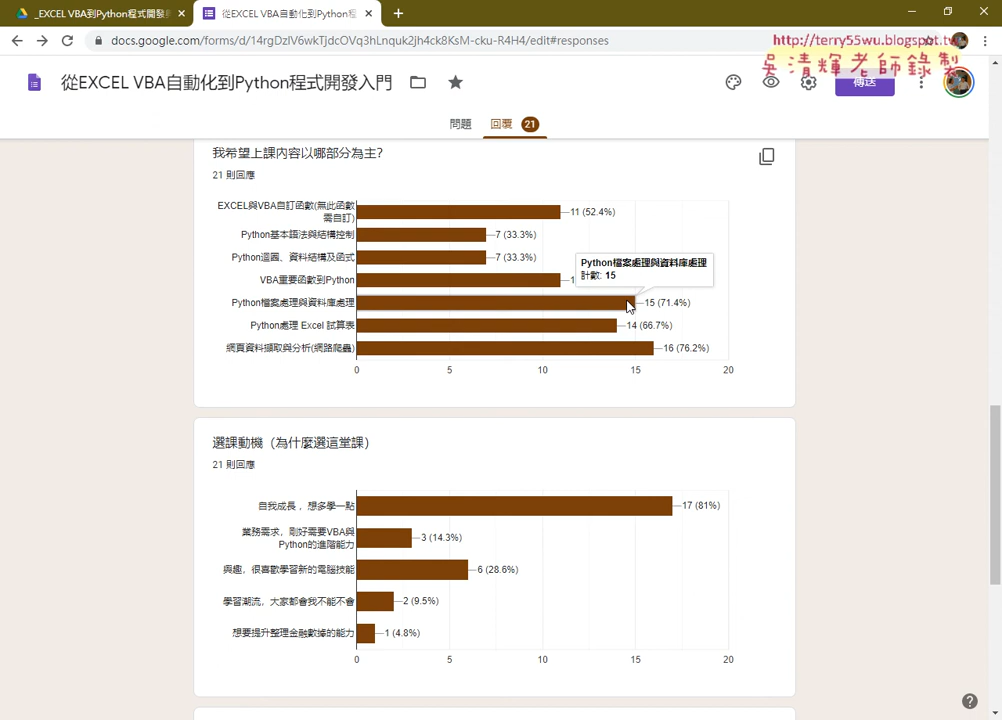 _EXCEL VBA到Python程式開發
從EXCEL VBA自動化到Python程
docs.google.com/forms/d/14rgDzlV6wkTjdcOVq3hLnquk2jh4ck8KsM-cku-R4H4/edit#responses
http://terry55wu.blogspot.tw
吳清輝老師錄製
從EXCEL VBA自動化到Python程式開發入門
傳送
問題
回覆 21
我希望上課內容以哪部分為主?
21 則回應
EXCEL與VBA自訂函數(無此函數
需自訂)
11 (52.4%)
Python基本語法與結構控制
7 (33.3%)
Python迴圈、資料結構及函式
7 (33.3%)
VBA重要函數到Python
Python檔案處理與資料庫處理
計數: 15
Python檔案處理與資料庫處理
15 (71.4%)
Python處理 Excel 試算表
14 (66.7%)
網頁資料擷取與分析(網路爬蟲)
16 (76.2%)
0 5 10 15 20
選課動機（為什麼選這堂課）
21 則回應
自我成長，想多學一點
17 (81%)
業務需求，剛好需要VBA與
Python的進階能力
3 (14.3%)
興趣，很喜歡學習新的電腦技能
6 (28.6%)
學習潮流，大家都會我不能不會
2 (9.5%)
想要提升整理金融數據的能力
1 (4.8%)
0 5 10 15 20